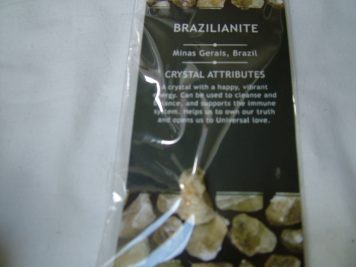 BRAZILIANITE
Minas Gerais, Brazil
CRYSTAL ATTRIBUTES
A crystal with a happy, vibrant
energy. Can be used to cleanse and
balance, and supports the immune
system. Helps us to own our truth
and opens us to Universal love.